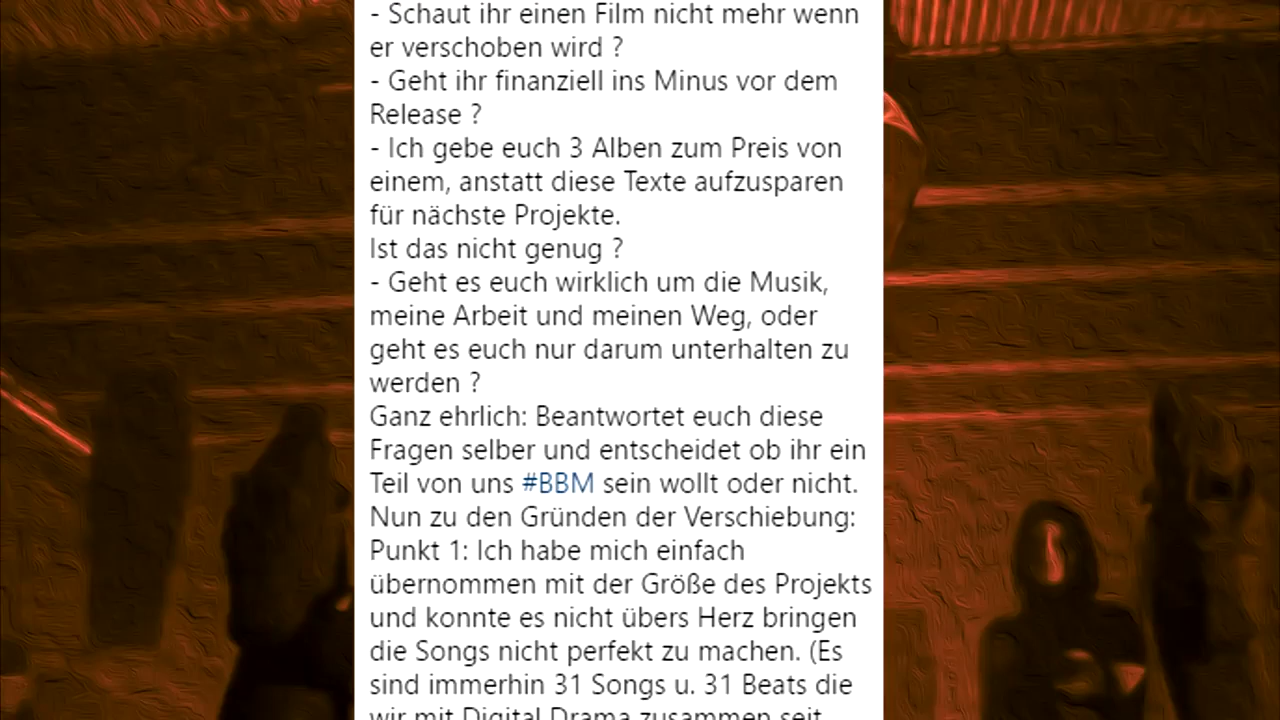 - Schaut ihr einen Film nicht mehr wenn
er verschoben wird ?
- Geht ihr finanziell ins Minus vor dem
Release ?
- Ich gebe euch 3 Alben zum Preis von
einem, anstatt diese Texte aufzusparen
für nächste Projekte.
Ist das nicht genug ?
- Geht es euch wirklich um die Musik,
meine Arbeit und meinen Weg, oder
geht es euch nur darum unterhalten zu
werden ?
Ganz ehrlich: Beantwortet euch diese
Fragen selber und entscheidet ob ihr ein
Teil von uns #BBM sein wollt oder nicht.
Nun zu den Gründen der Verschiebung:
Punkt 1: Ich habe mich einfach
übernommen mit der Größe des Projekts
und konnte es nicht übers Herz bringen
die Songs nicht perfekt zu machen. (Es
sind immerhin 31 Songs u. 31 Beats die
wir mit Digital Drama zusammen seit